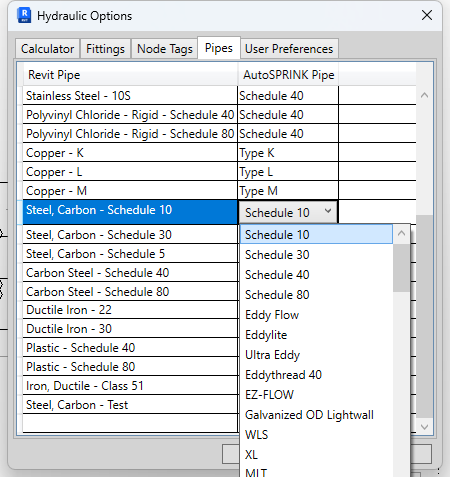 Hydraulic Options
Calculator Fittings Node Tags Pipes User Preferences
Revit Pipe AutoSPRINK Pipe
Stainless Steel - 10S Schedule 40
Polyvinyl Chloride - Rigid - Schedule 40 Schedule 40
Polyvinyl Chloride - Rigid - Schedule 80 Schedule 40
Copper - K Type K
Copper - L Type L
Copper - M Type M
Steel, Carbon - Schedule 10 Schedule 10
Steel, Carbon - Schedule 30 Schedule 10
Steel, Carbon - Schedule 5 Schedule 30
Carbon Steel - Schedule 40 Schedule 40
Carbon Steel - Schedule 80 Schedule 80
Ductile Iron - 22 Eddy Flow
Ductile Iron - 30 Eddylite
Plastic - Schedule 40 Ultra Eddy
Plastic - Schedule 80 Eddythread 40
Iron, Ductile - Class 51 EZ-FLOW
Steel, Carbon - Test Galvanized OD Lightwall
WLS
XL
MLT